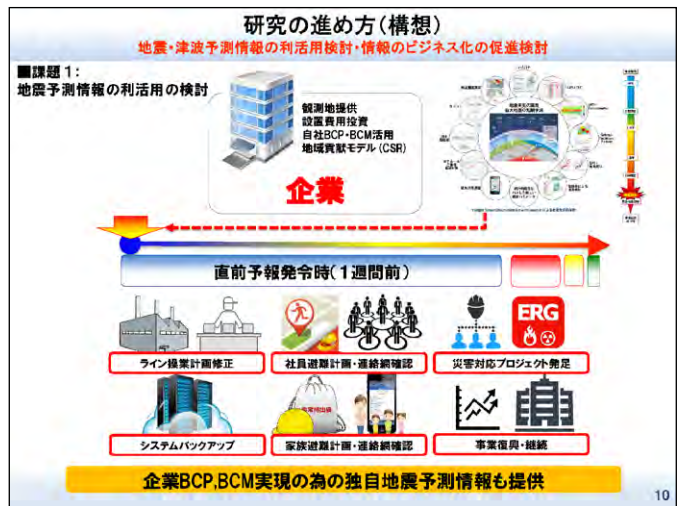 研究の進め方(構想)
地震・津波予測情報の利活用検討・情報のビジネス化の促進検討
■課題1:
地震予測情報の利活用の検討
観測地提供
設置費用投資
自社BCP・BCM活用
地域貢献モデル(CSR)
企業
直前予報発令時(1週間前)
ERG
ライン操業計画修正
社員避難計画・連絡網確認
災害対応プロジェクト発足
システムバックアップ
家族避難計画・連絡網確認
事業復興・継続
企業BCP,BCM実現の為の独自地震予測情報も提供
10